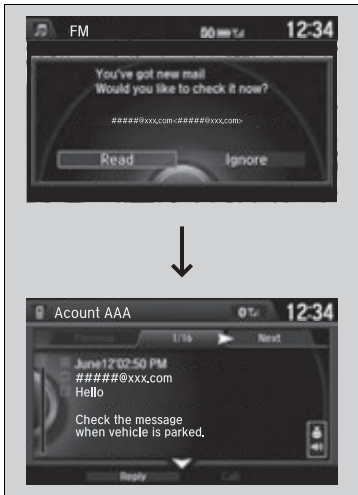 FM 12:34
You've got new mail
Would you like to check it now?
#####@xxx.com<#####@xxx.com>
Read Ignore
Acount AAA 12:34
Previous 1/16 Next
June12'02:50 PM
#####@xxx.com
Hello
Check the message
when vehicle is parked.
Reply Call